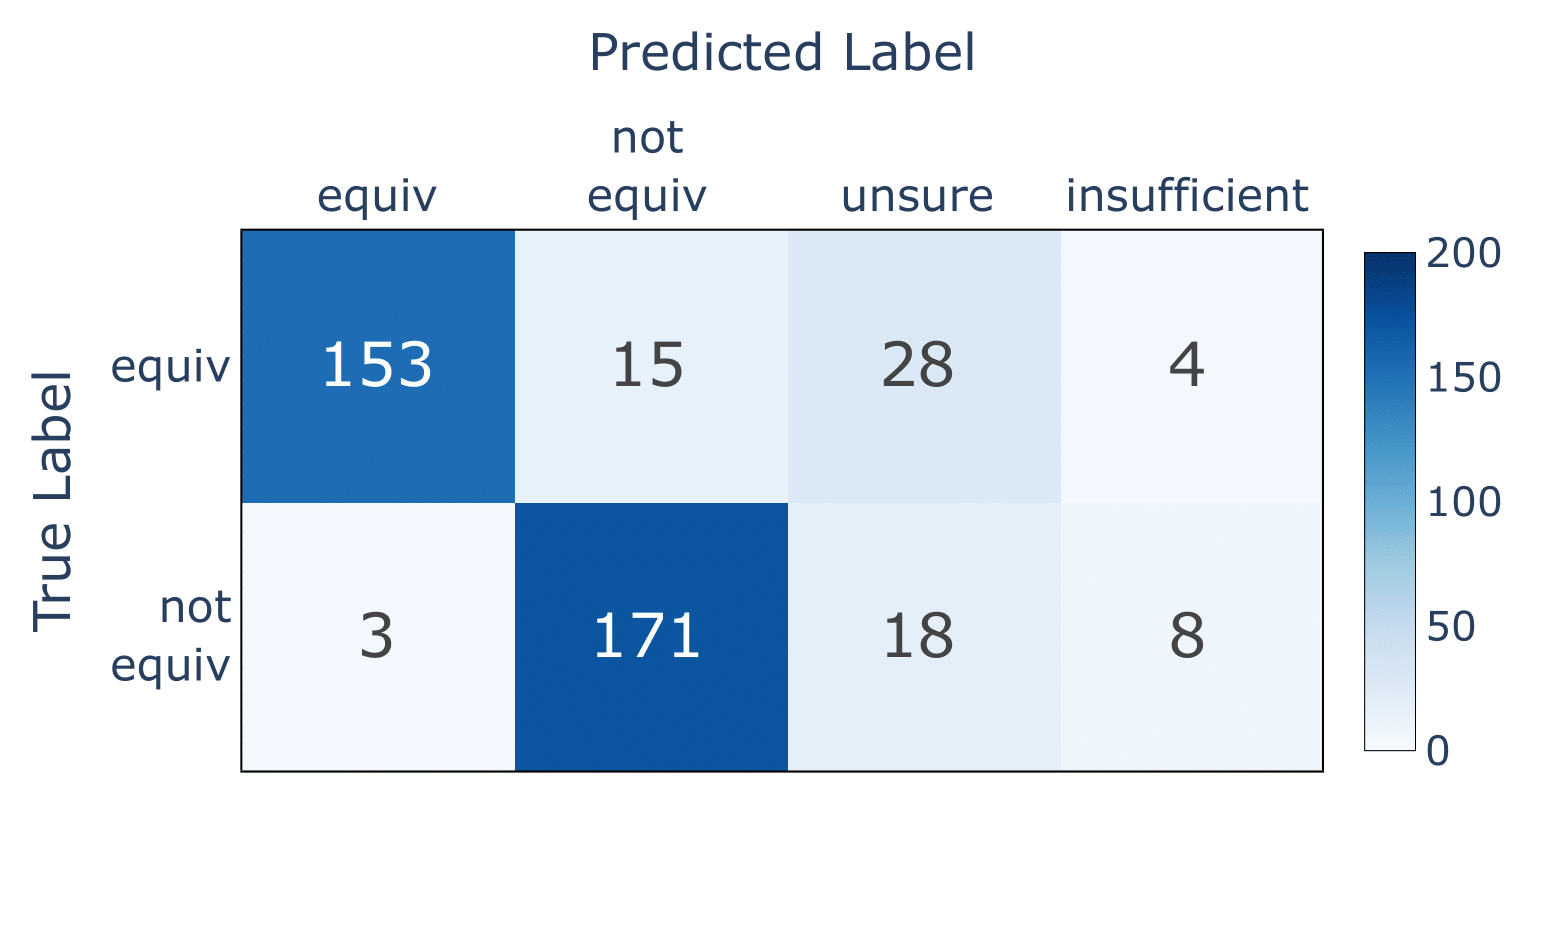 Predicted Label
not
equiv equiv unsure insufficient
True Label
equiv 153 15 28 4
not
equiv 3 171 18 8
200
150
100
50
0